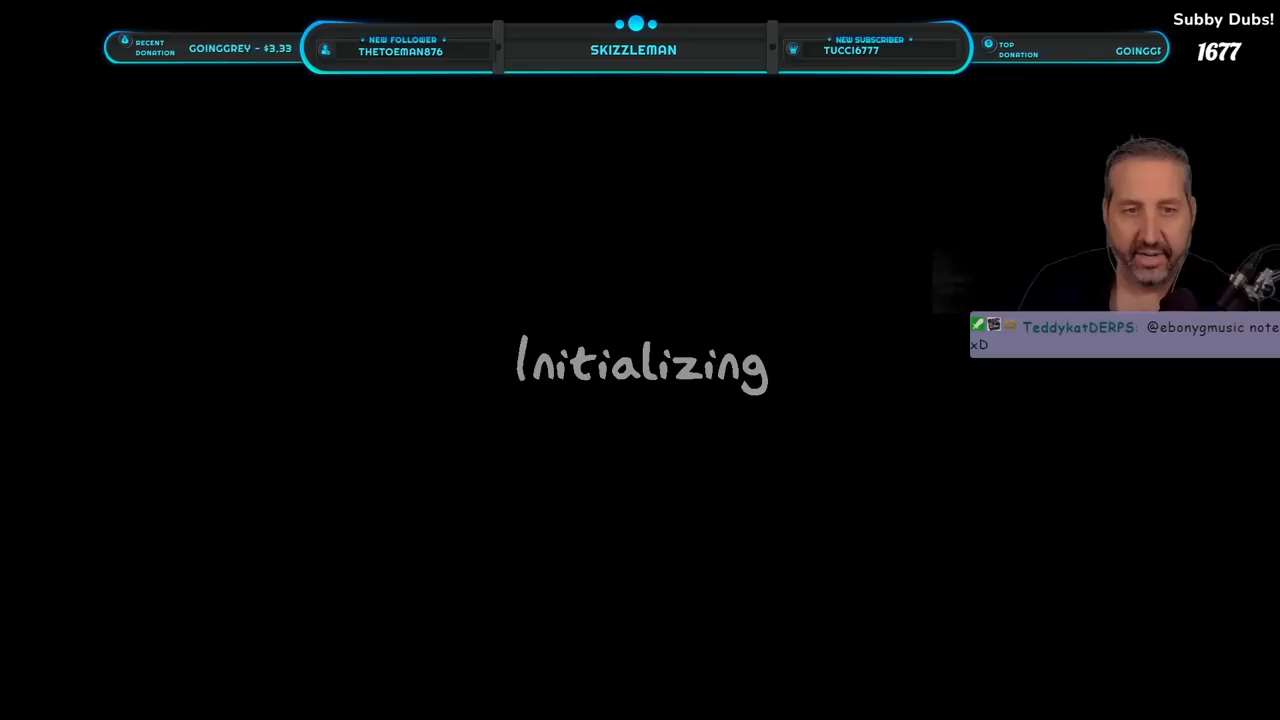 Subby Dubs!
1677
RECENT
DONATION
GOINGGREY - $3.33
NEW FOLLOWER
THETOEMAN876
SKIZZLEMAN
NEW SUBSCRIBER
TUCCI6777
TOP
DONATION
GOINGGR
TeddykatDERPS: @ebonygmusic note
xD
Initializing